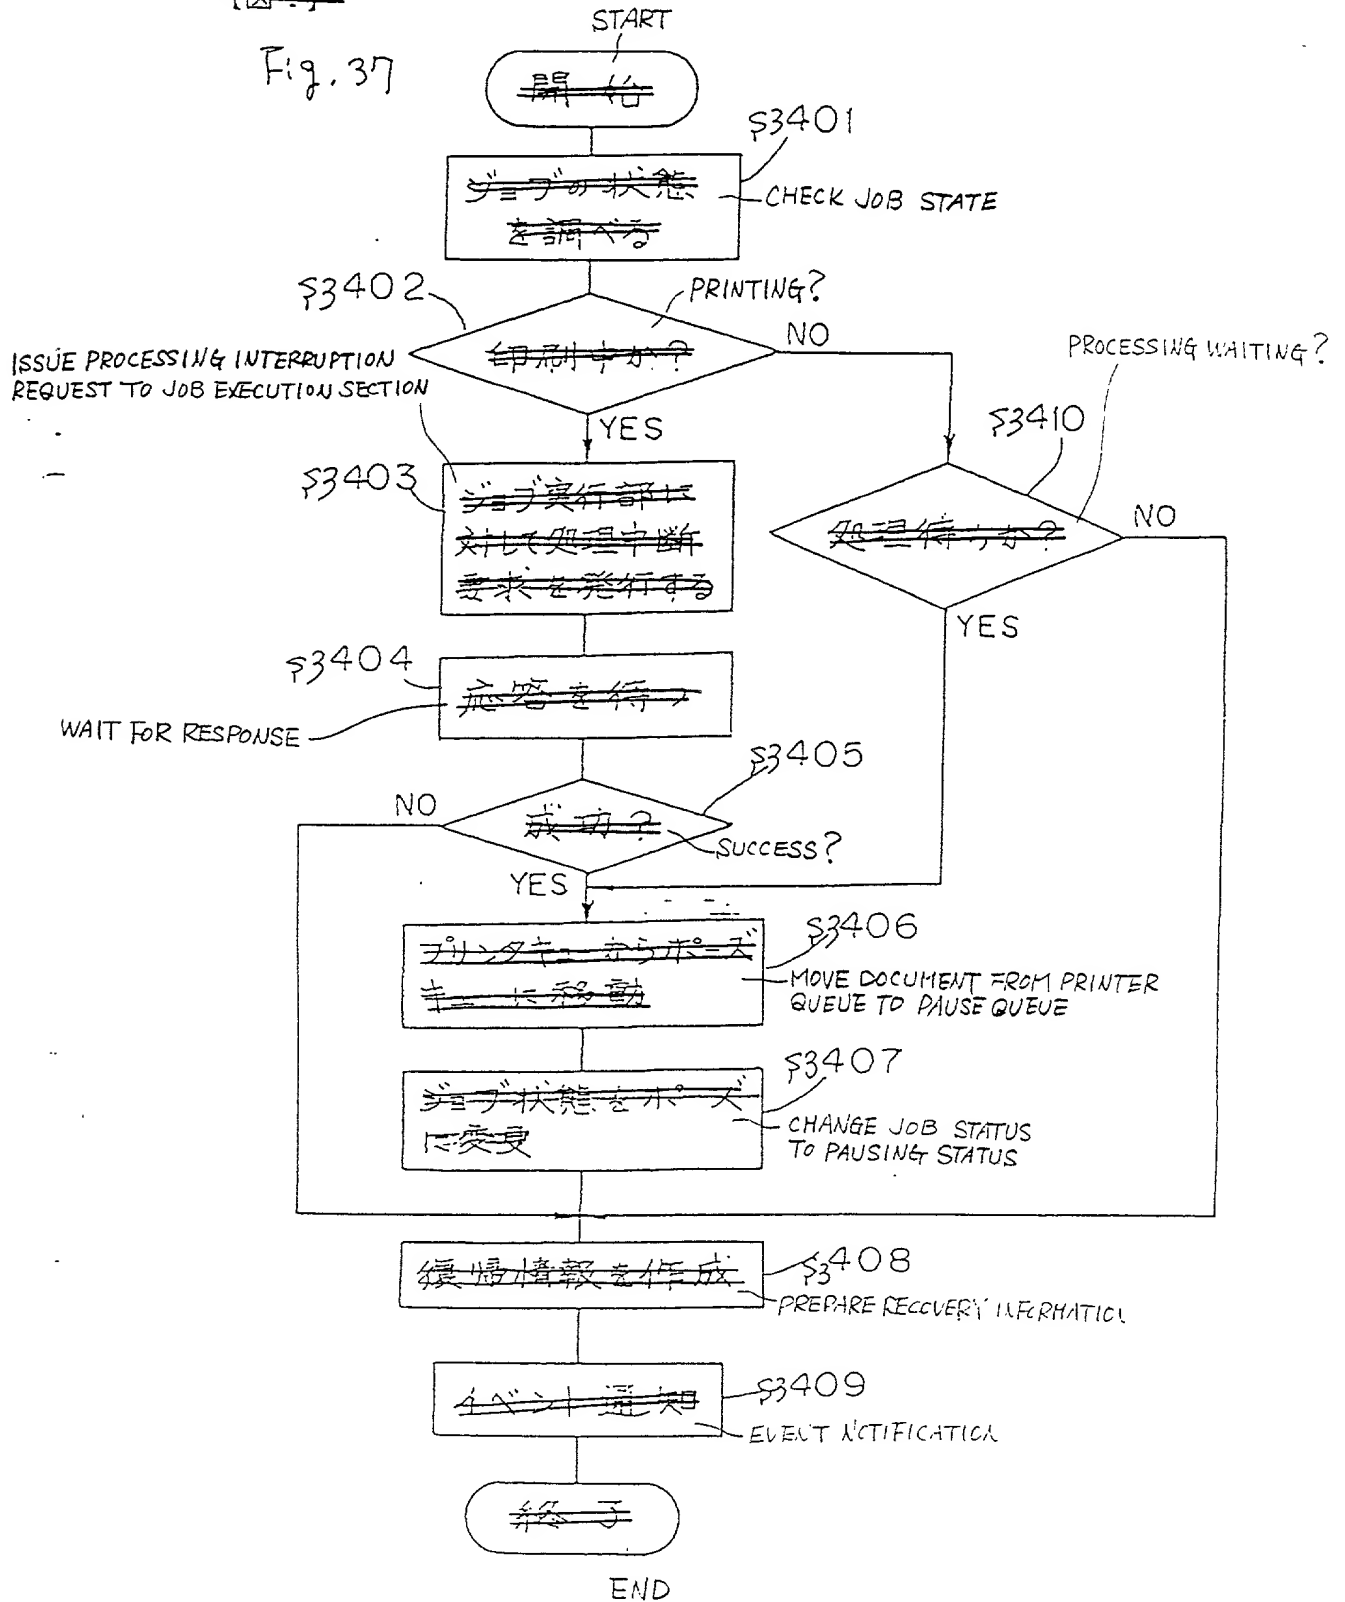 START
Fig. 37
開始
S3401
ジョブの状態
を調べる
CHECK JOB STATE
S3402
PRINTING?
印刷中か?
NO
YES
ISSUE PROCESSING INTERRUPTION
REQUEST TO JOB EXECUTION SECTION
PROCESSING WAITING?
S3410
処理待ちか?
NO
YES
S3403
ジョブ実行部に
対して処理中断
要求を発行する
S3404
応答を待つ
WAIT FOR RESPONSE
S3405
NO
成功?
SUCCESS?
YES
S3406
プリンタキューからポーズ
キューに移動
MOVE DOCUMENT FROM PRINTER
QUEUE TO PAUSE QUEUE
S3407
ジョブ状態をポーズ
に変更
CHANGE JOB STATUS
TO PAUSING STATUS
S3408
復帰情報を作成
PREPARE RECOVERY INFORMATION
S3409
イベント通知
EVENT NOTIFICATION
終了
END